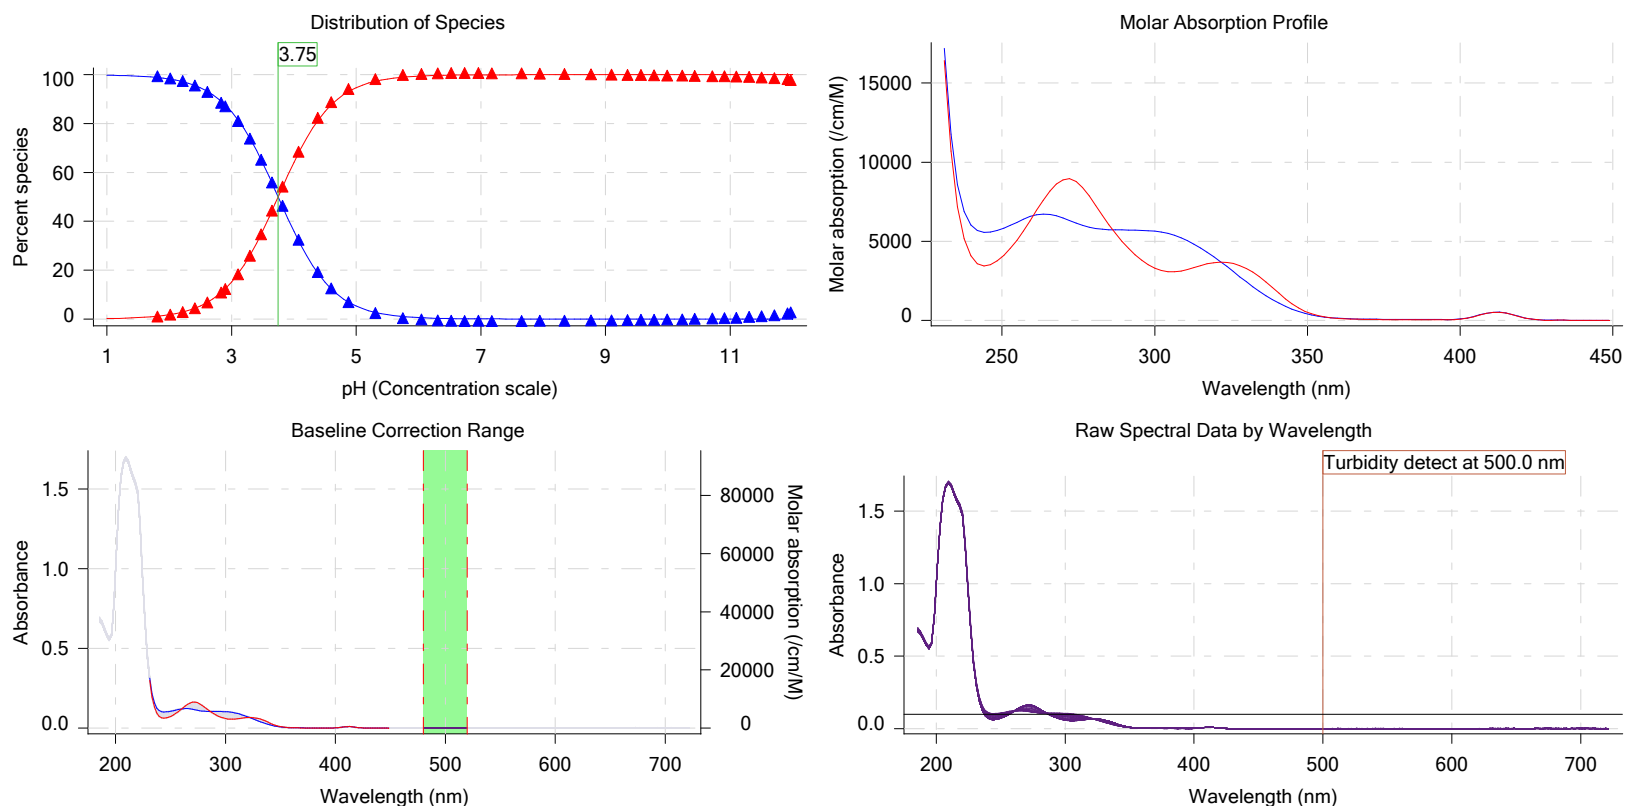 Distribution of Species
3.75
100
80
60
40
20
0
Percent species
1 3 5 7 9 11
pH (Concentration scale)
Molar Absorption Profile
15000
10000
5000
0
Molar absorption (/cm/M)
250 300 350 400 450
Wavelength (nm)
Baseline Correction Range
1.5
1.0
0.5
0.0
Absorbance
80000
60000
40000
20000
0
Molar absorption (/cm/M)
200 300 400 500 600 700
Wavelength (nm)
Raw Spectral Data by Wavelength
Turbidity detect at 500.0 nm
1.5
1.0
0.5
0.0
Absorbance
200 300 400 500 600 700
Wavelength (nm)